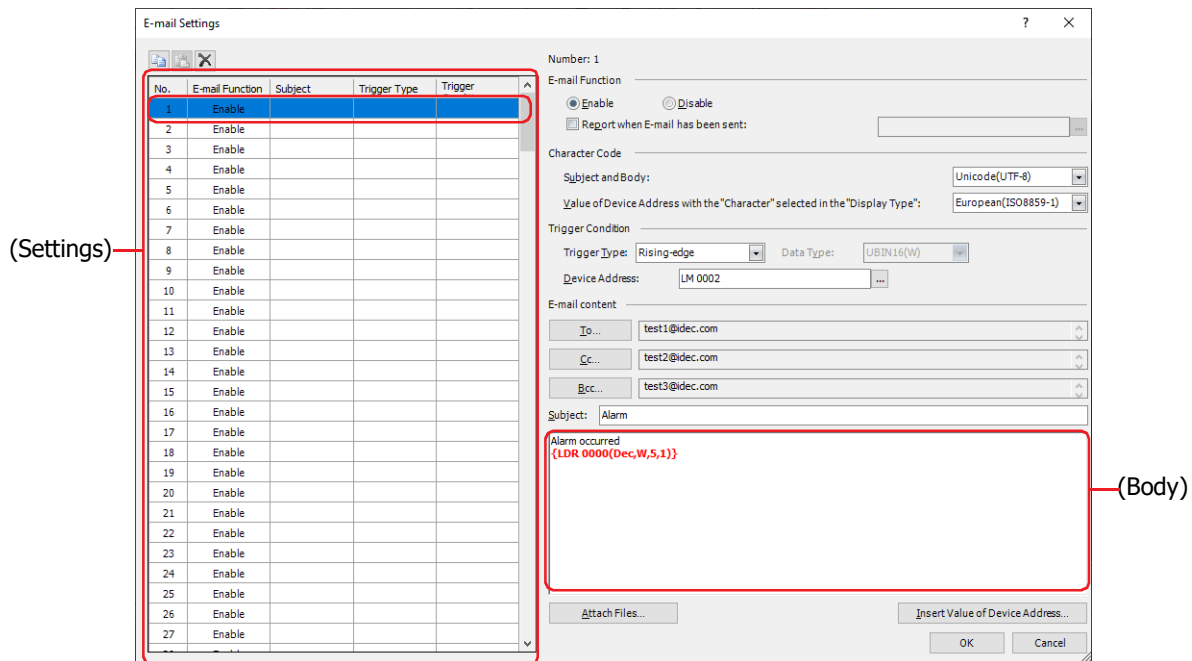 E-mail Settings
?
Number: 1
No. E-mail Function Subject Trigger Type Trigger
1 Enable
2 Enable
3 Enable
4 Enable
5 Enable
6 Enable
7 Enable
8 Enable
9 Enable
10 Enable
11 Enable
12 Enable
13 Enable
14 Enable
15 Enable
16 Enable
17 Enable
18 Enable
19 Enable
20 Enable
21 Enable
22 Enable
23 Enable
24 Enable
25 Enable
26 Enable
27 Enable
(Settings)
E-mail Function
Enable Disable
Report when E-mail has been sent: ...
Character Code
Subject and Body: Unicode(UTF-8)
Value of Device Address with the "Character" selected in the "Display Type": European(ISO8859-1)
Trigger Condition
Trigger Type: Rising-edge Data Type: UBIN16(W)
Device Address: LM 0002 ...
E-mail content
To... test1@idec.com
Cc... test2@idec.com
Bcc... test3@idec.com
Subject: Alarm
Alarm occurred
{LDR 0000(Dec,W,5,1)}
(Body)
Attach Files... Insert Value of Device Address...
OK Cancel